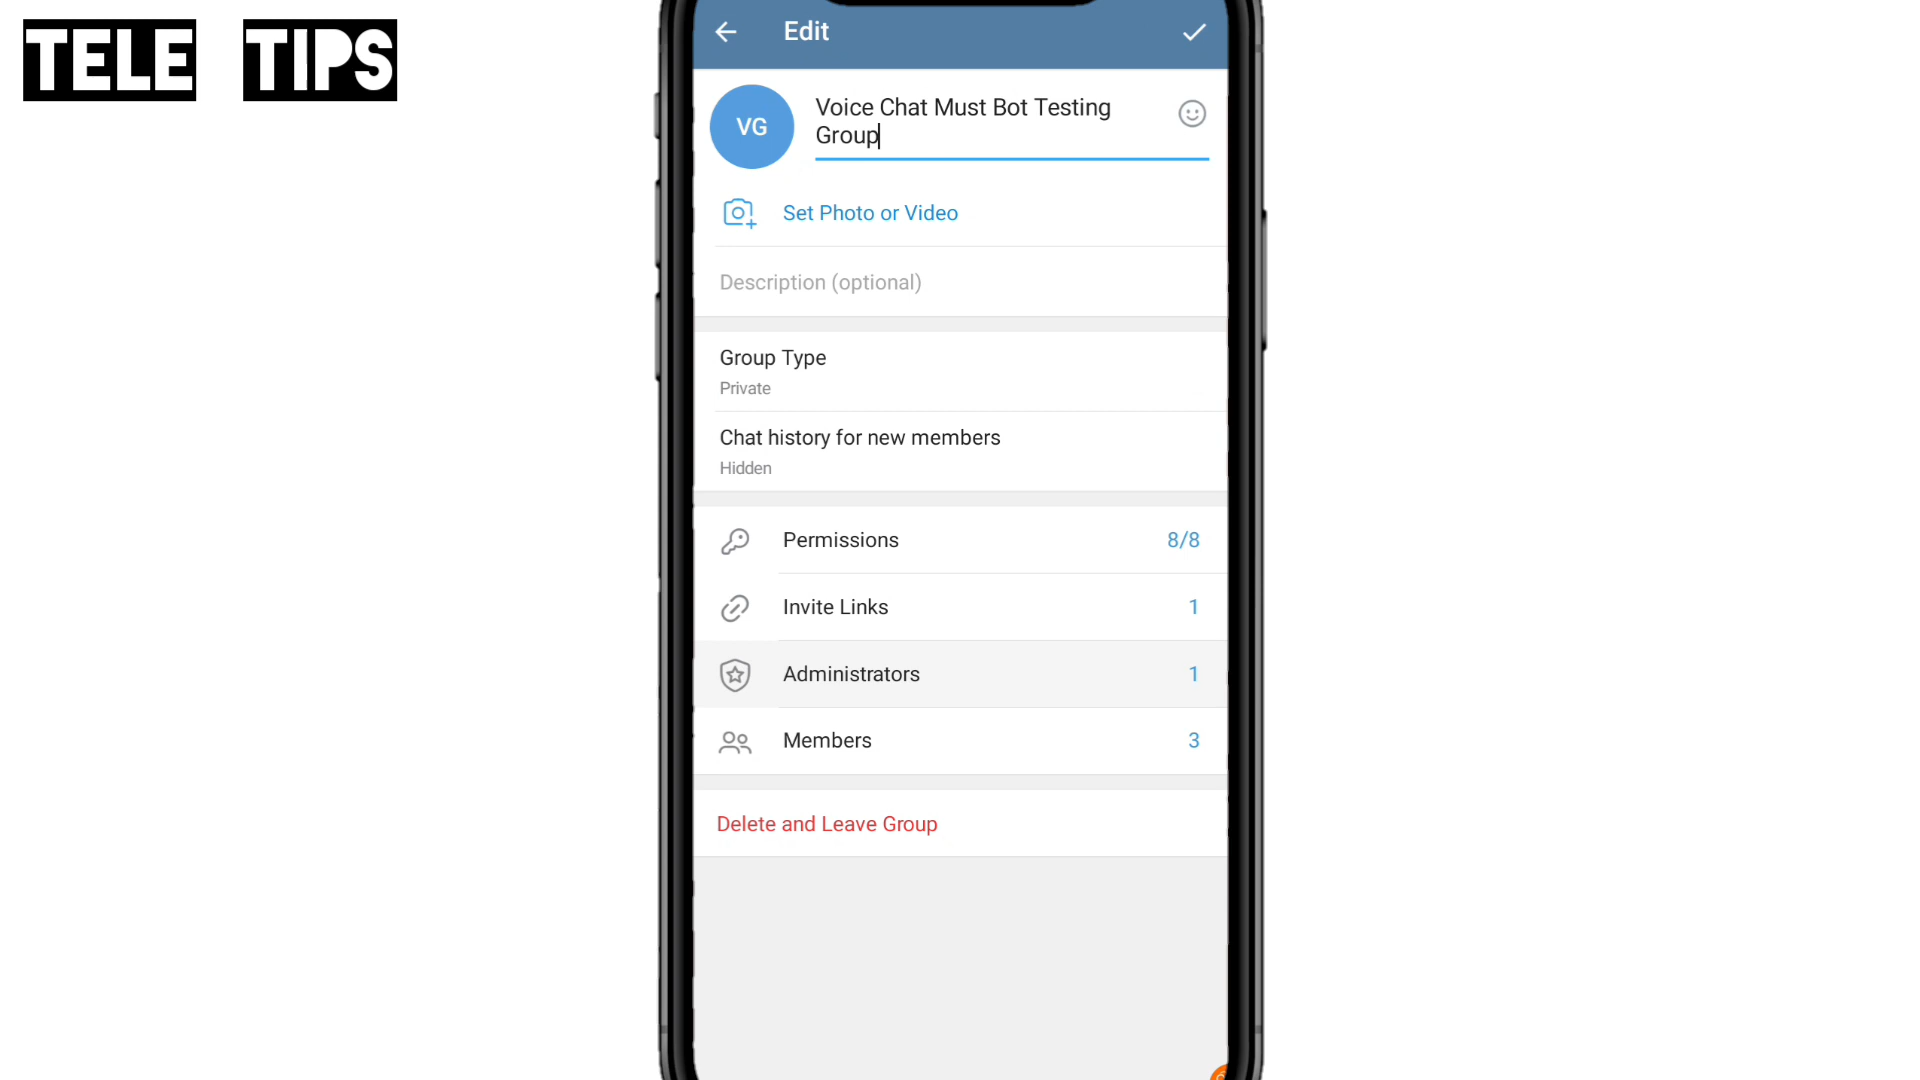 TELE TIPS
Edit
VG
Voice Chat Must Bot Testing
Group
Set Photo or Video
Description (optional)
Group Type
Private
Chat history for new members
Hidden
Permissions 8/8
Invite Links 1
Administrators 1
Members 3
Delete and Leave Group